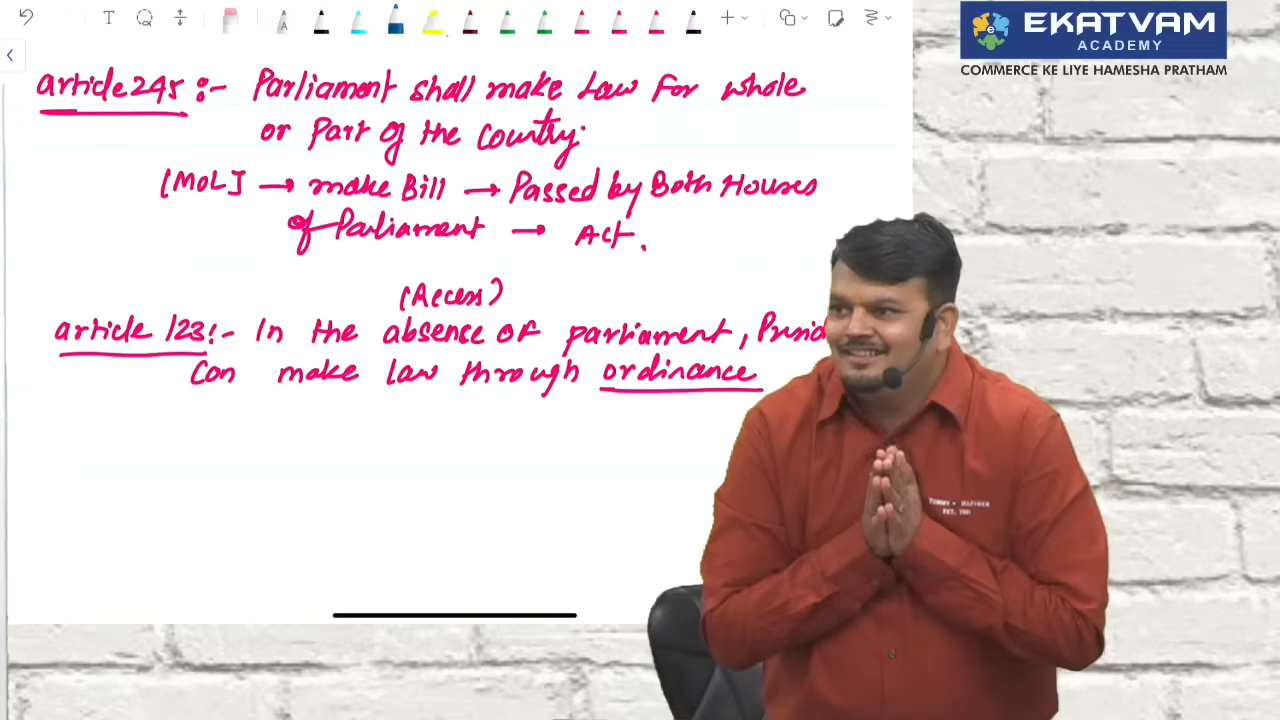 EKATVAM
ACADEMY
COMMERCE KE LIYE HAMESHA PRATHAM
article 245 :- Parliament shall make Law For whole
or Part of the country.
[MOL] → make Bill → Passed by Both Houses
of Parliament → Act.
(Access)
article 123 :- In the absence of parliament, Presid
Can make law through ordinance
TOMMY HILFIGER